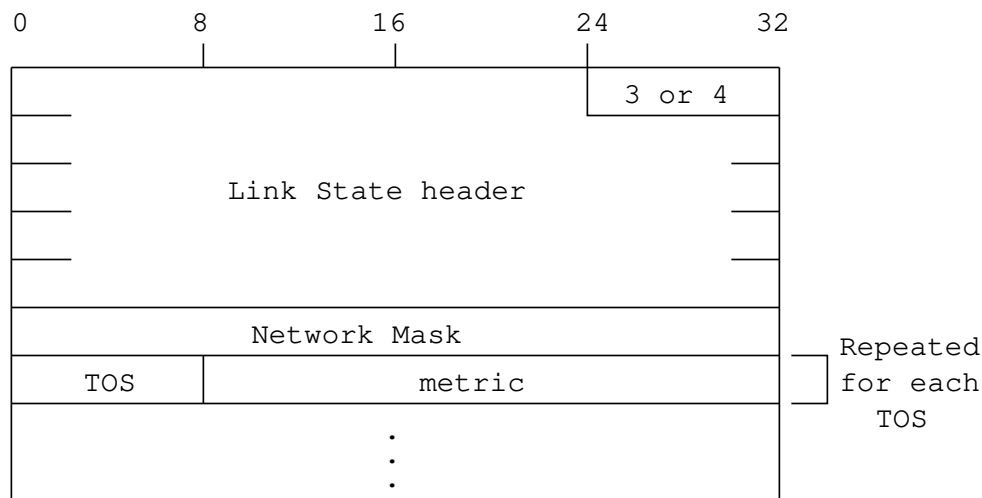 0 8 16 24 32
3 or 4
Link State header
Network Mask
TOS metric
Repeated
for each
TOS